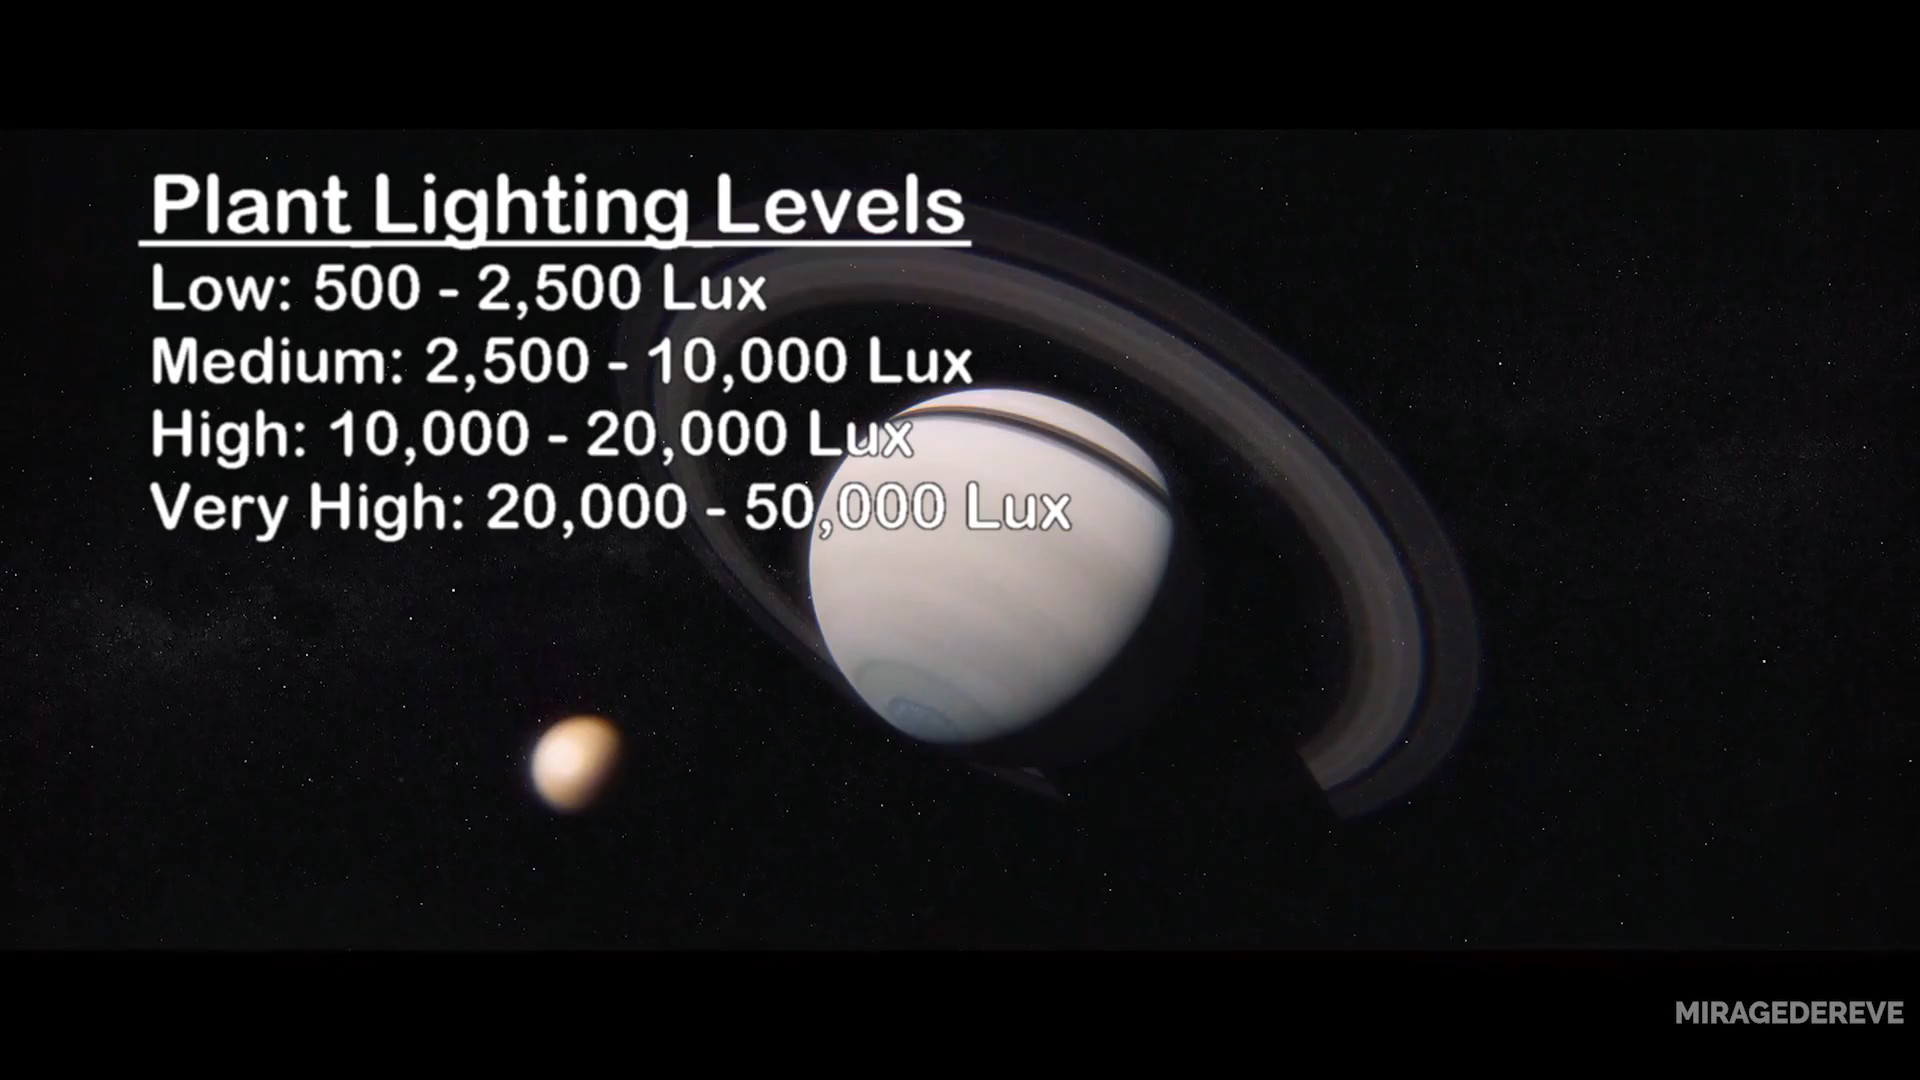 Plant Lighting Levels
Low: 500 - 2,500 Lux
Medium: 2,500 - 10,000 Lux
High: 10,000 - 20,000 Lux
Very High: 20,000 - 50,000 Lux
MIRAGEDEREVE